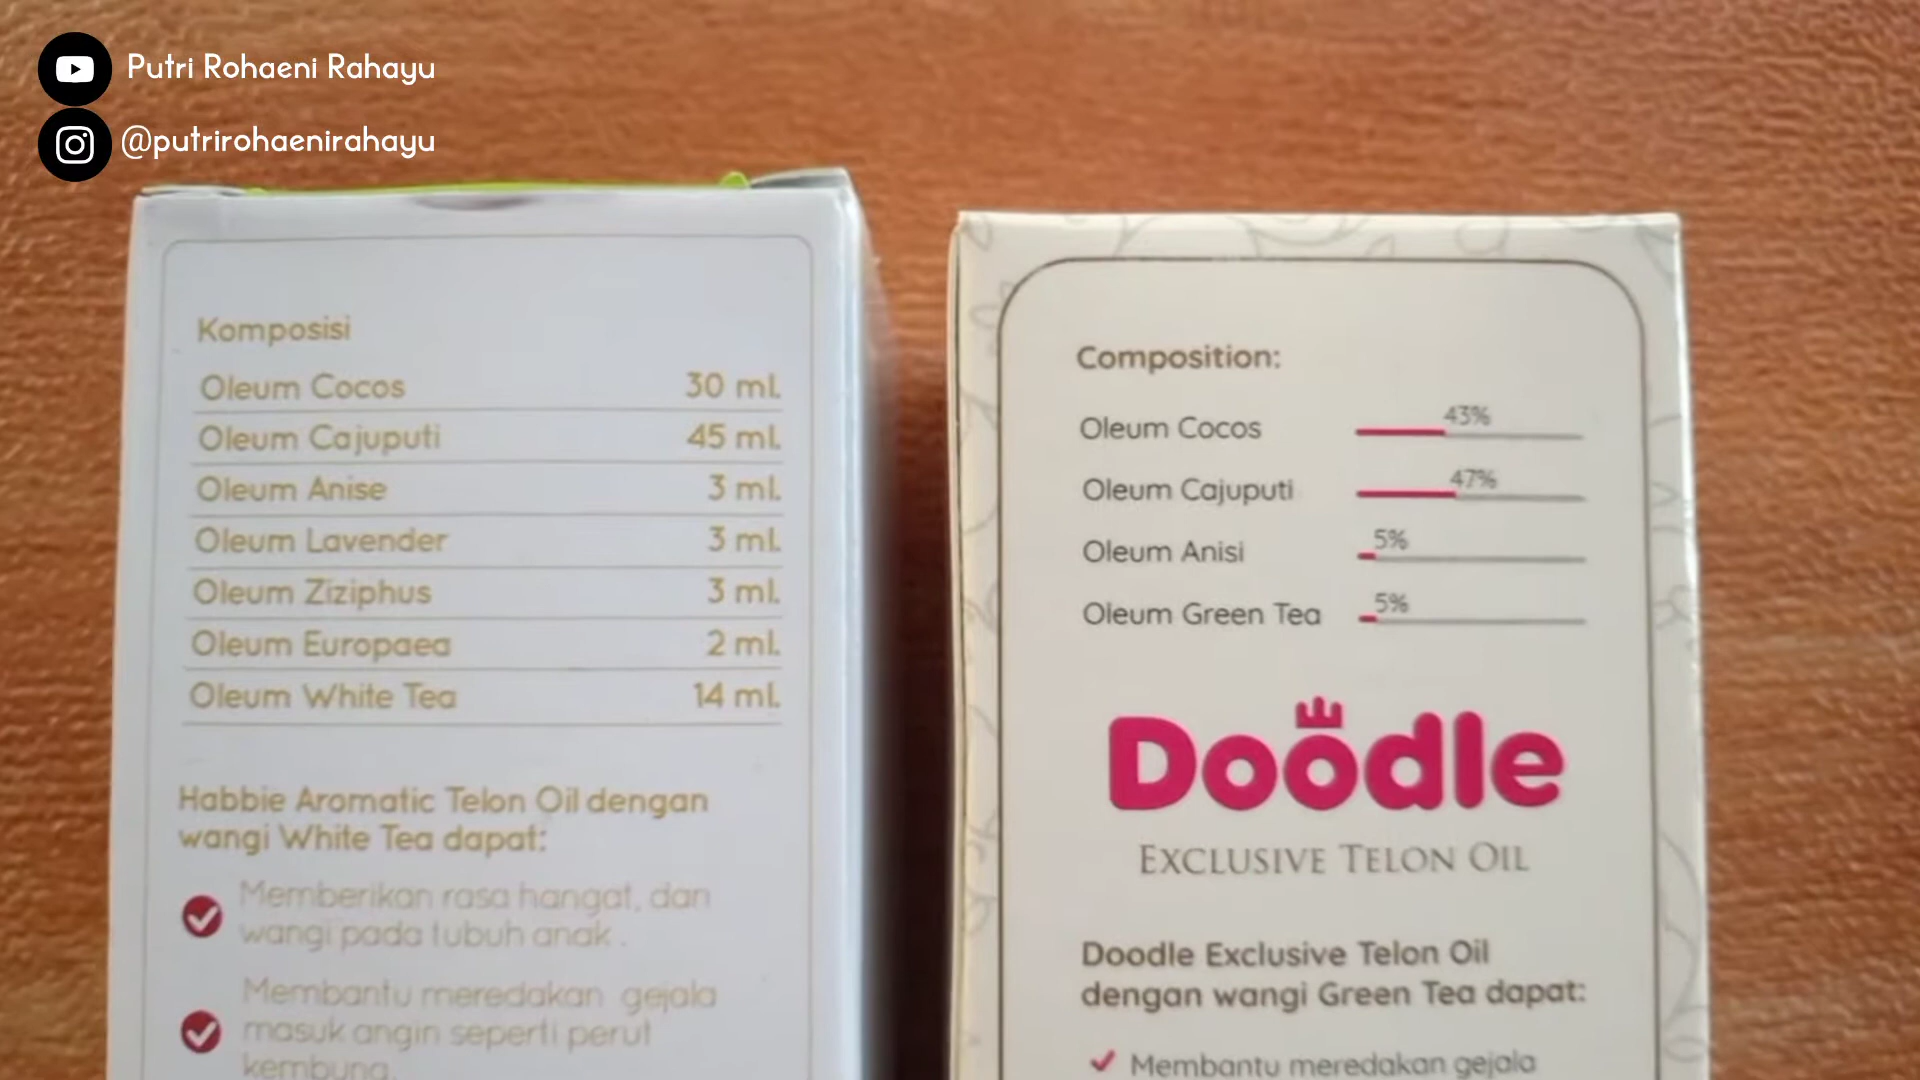 Putri Rohaeni Rahayu
@putrirohaenirahayu
Komposisi
Oleum Cocos 30 ml.
Oleum Cajuputi 45 ml.
Oleum Anise 3 ml.
Oleum Lavender 3 ml.
Oleum Ziziphus 3 ml.
Oleum Europaea 2 ml.
Oleum White Tea 14 ml.
Habbie Aromatic Telon Oil dengan
wangi White Tea dapat:
Memberikan rasa hangat, dan
wangi pada tubuh anak .
Membantu meredakan gejala
masuk angin seperti perut
kembung.
Composition:
Oleum Cocos 43%
Oleum Cajuputi 47%
Oleum Anisi 5%
Oleum Green Tea 5%
Doodle
EXCLUSIVE TELON OIL
Doodle Exclusive Telon Oil
dengan wangi Green Tea dapat:
Membantu meredakan gejala